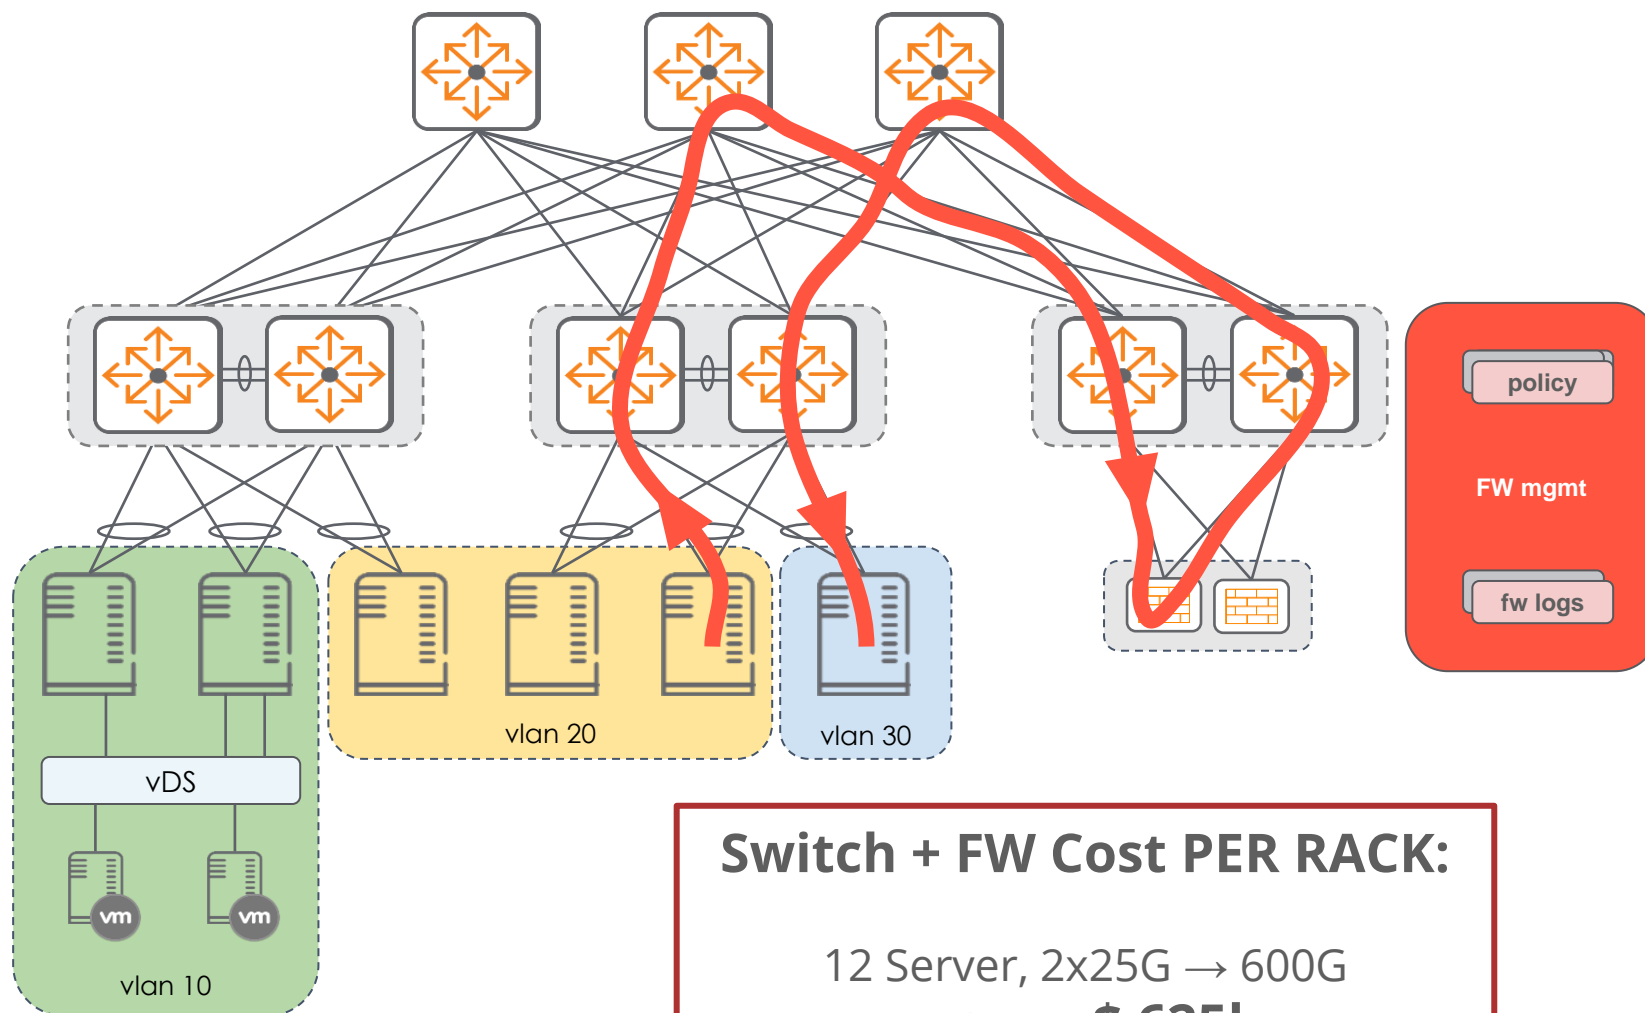 policy
FW mgmt
fw logs
vlan 20
vlan 30
vDS
vm
vm
vlan 10
Switch + FW Cost PER RACK:
12 Server, 2x25G → 600G